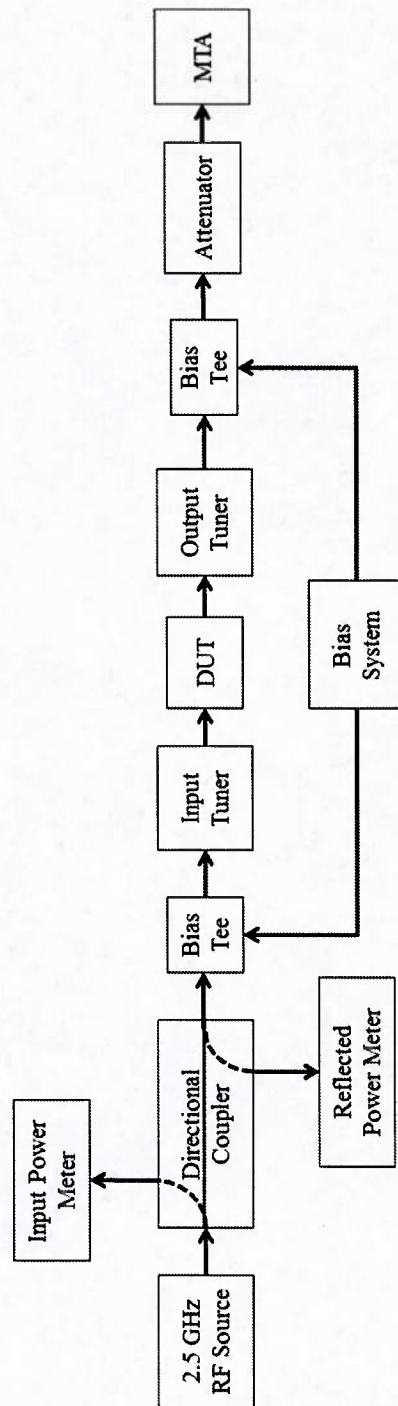 2.5 GHz
RF Source
Input Power
Meter
Directional
Coupler
Reflected
Power Meter
Bias
Tee
Input
Tuner
DUT
Output
Tuner
Bias
Tee
Bias
System
Attenuator
MTA